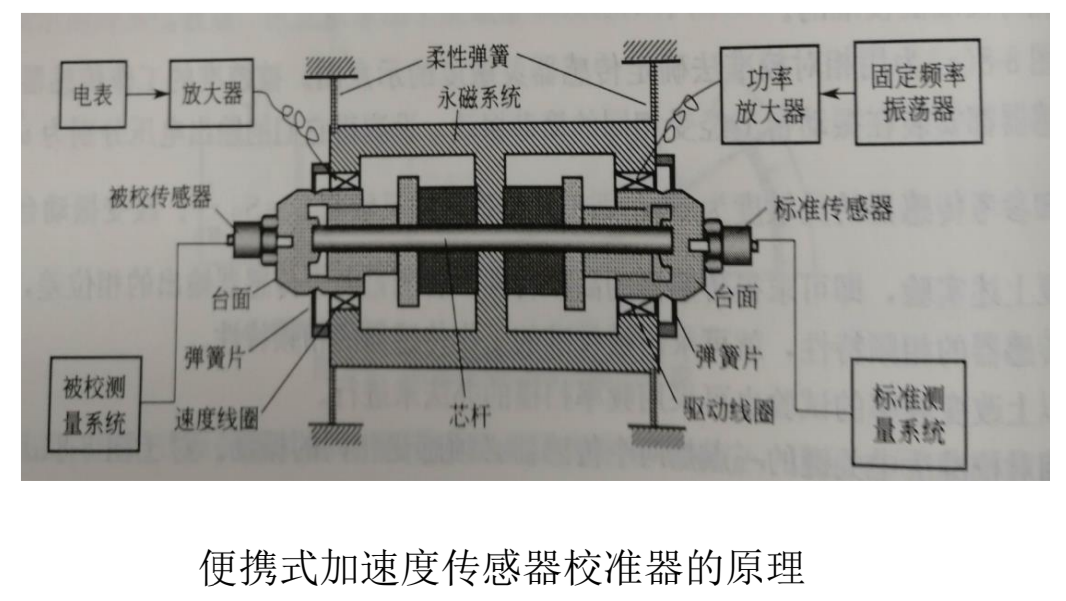 柔性弹簧
永磁系统
电表
放大器
功率
放大器
固定频率
振荡器
被校传感器
标准传感器
台面
台面
弹簧片
弹簧片
被校测
量系统
速度线圈
芯杆
驱动线圈
标准测
量系统
便携式加速度传感器校准器的原理